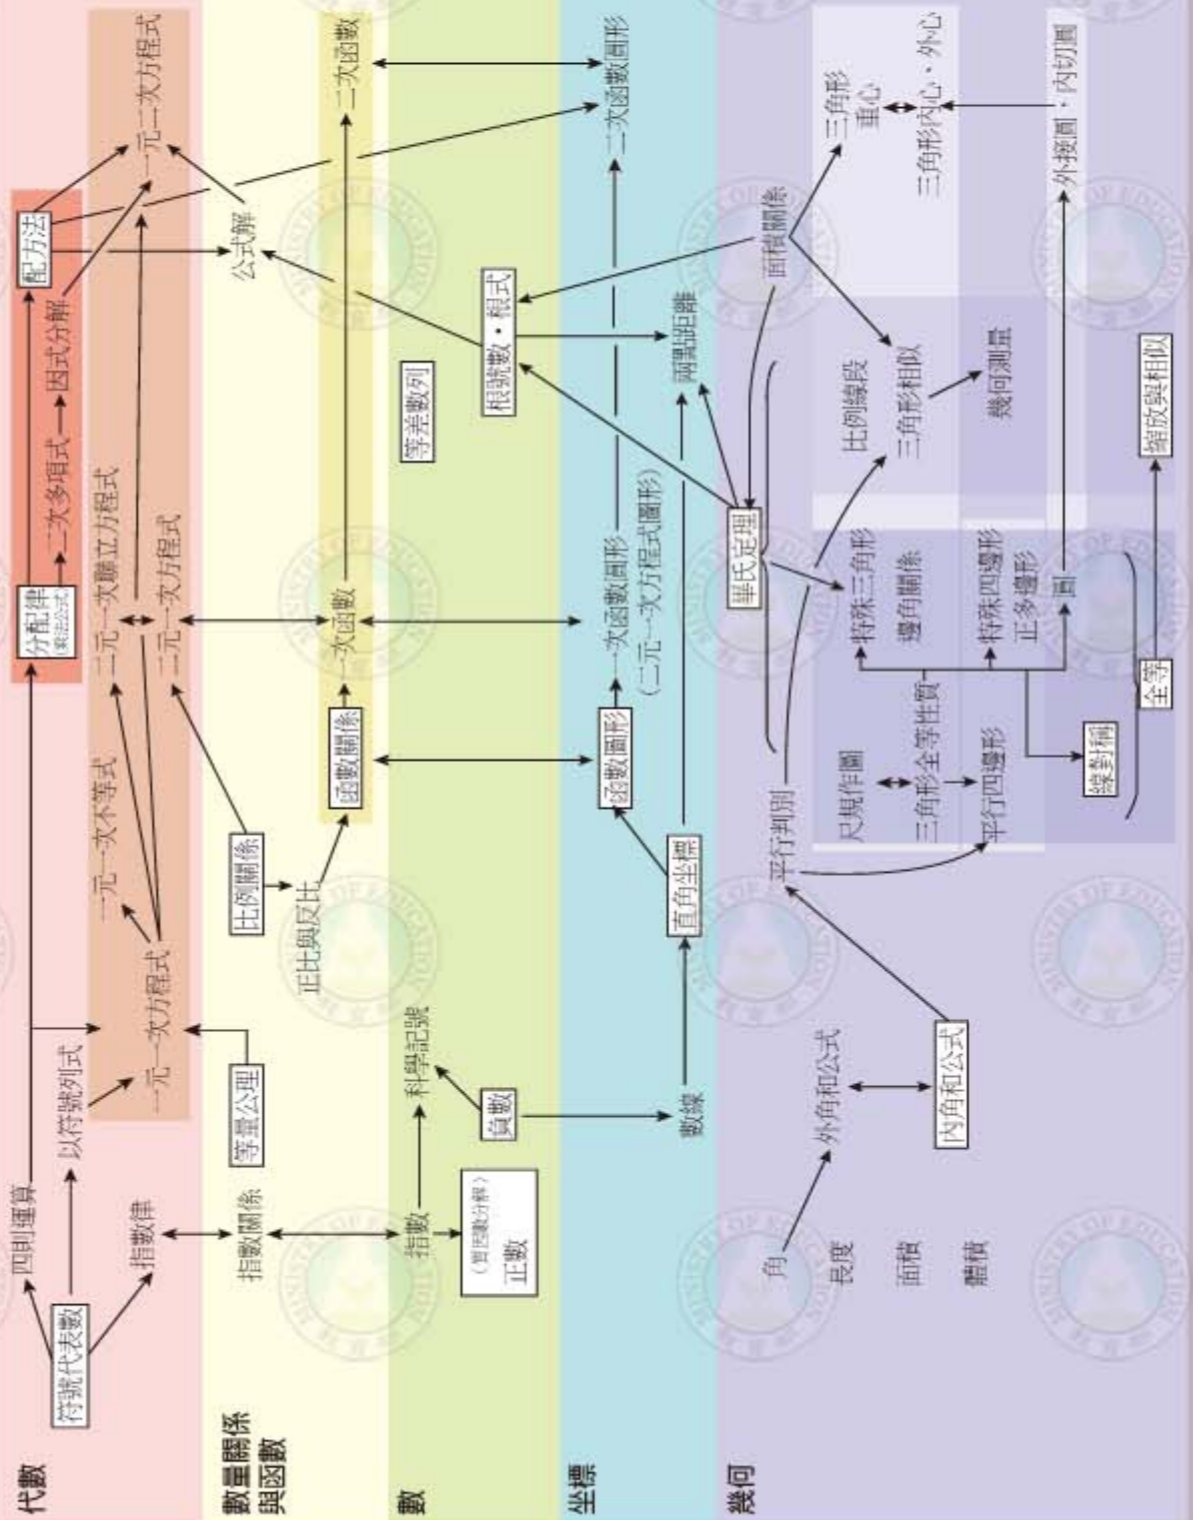 代數
符號代表數
四則運算
以符號列式
指數律
一元一次方程式
一元一次不等式
二元一次聯立方程式
二元一次方程式
分配律
(乘法公式)
二次多項式
因式分解
配方法
一元二次方程式
數量關係
與函數
指數關係
等量公理
比例關係
正比與反比
函數關係
一次函數
公式解
二次函數
數
指數
(質因數分解)
正數
負數
科學記號
等差數列
根號數・根式
坐標
數線
直角坐標
函數圖形
一次函數圖形
(二元一次方程式圖形)
兩點距離
二次函數圖形
幾何
角
長度
面積
體積
外角和公式
內角和公式
平行判別
尺規作圖
三角形全等性質
平行四邊形
線對稱
畢氏定理
特殊三角形
邊角關係
特殊四邊形
正多邊形
圓
全等
比例線段
三角形相似
幾何測量
縮放與相似
面積關係
三角形
重心
三角形內心・外心
外接圓・內切圓
MINISTRY OF EDUCATION